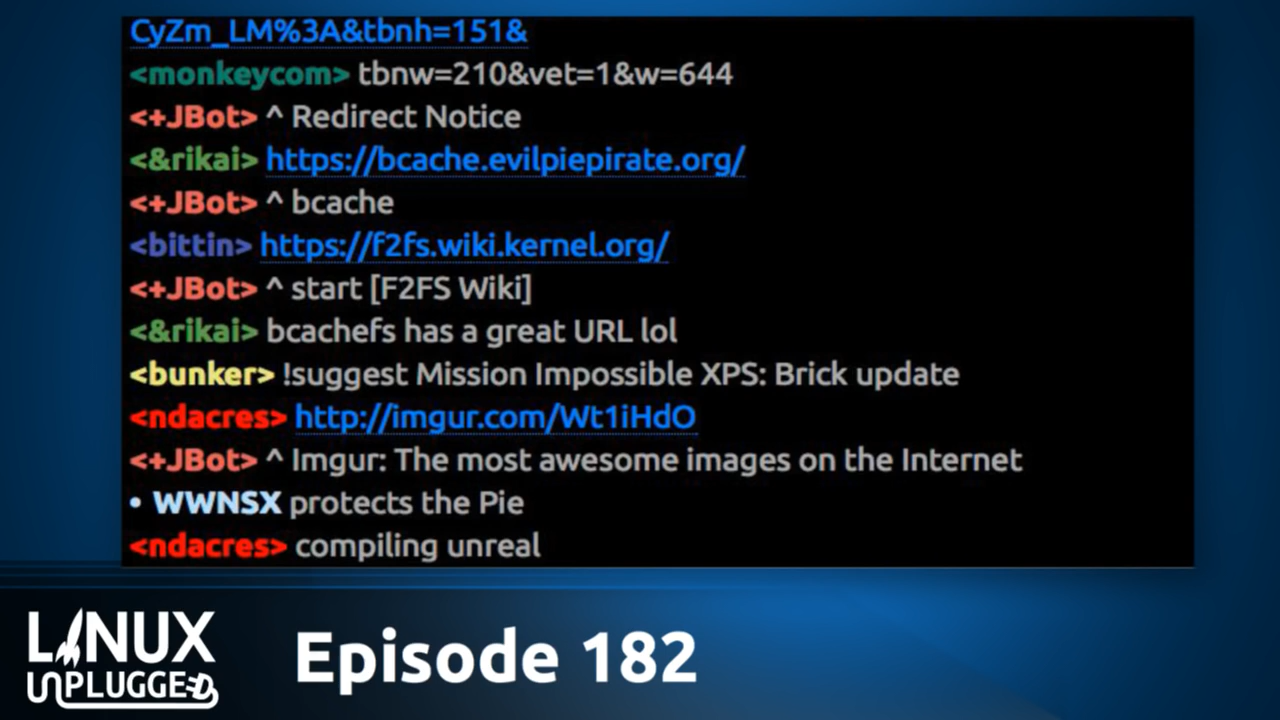 CyZm_LM%3A&tbnh=151&
<monkeycom> tbnw=210&vet=1&w=644
<+JBot> ^ Redirect Notice
<&rikai> https://bcache.evilpiepirate.org/
<+JBot> ^ bcache
<bittin> https://f2fs.wiki.kernel.org/
<+JBot> ^ start [F2FS Wiki]
<&rikai> bcachefs has a great URL lol
<bunker> !suggest Mission Impossible XPS: Brick update
<ndacres> http://imgur.com/Wt1iHdO
<+JBot> ^ Imgur: The most awesome images on the Internet
• WWNSX protects the Pie
<ndacres> compiling unreal
LINUX
UNPLUGGED
Episode 182